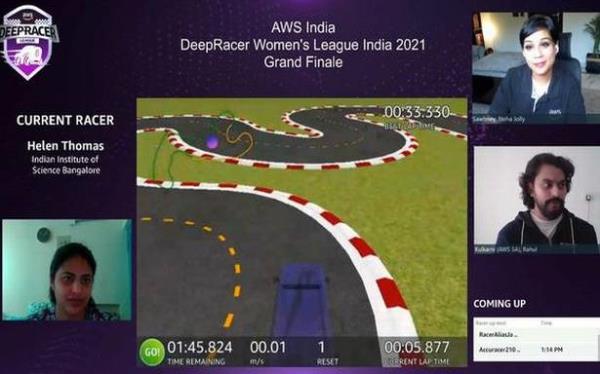 AWS India
DeepRacer Women's League India 2021
Grand Finale
aws
DEEPRACER
LEAGUE
CURRENT RACER
Helen Thomas
Indian Institute of
Science Bangalore
00:33.330
BEST LAP TIME
aws
Sawhney, Neha Jolly
Kulkarni (AWS SA), Rahul
COMING UP
Racer up next
Time
RacerAliasJa...
Accuracer210...
1:14 PM
GO!
01:45.824
TIME REMAINING
00.01
m/s
1
RESET
00:05.877
CURRENT LAP TIME